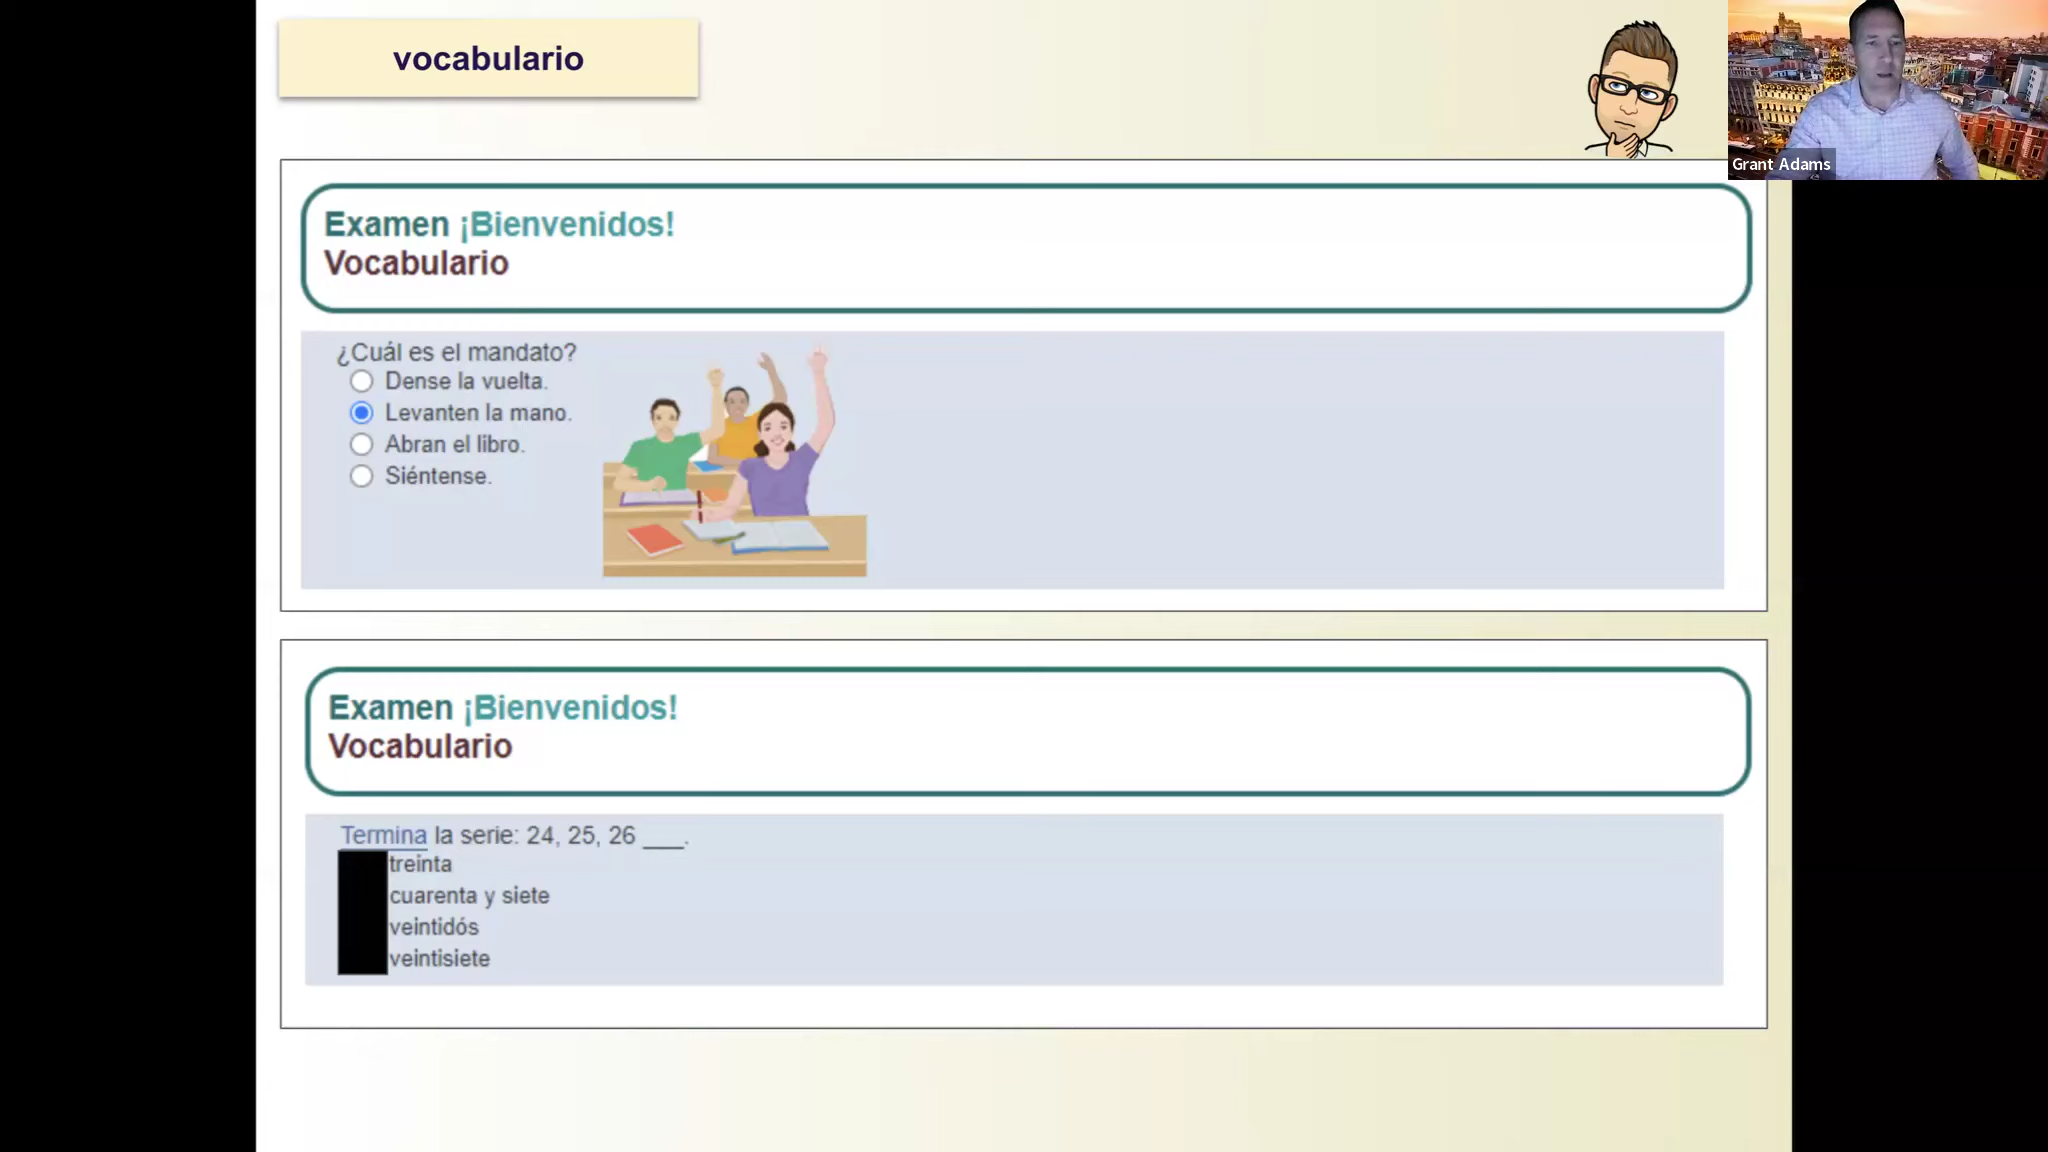 vocabulario
Grant Adams
Examen ¡Bienvenidos!
Vocabulario
¿Cuál es el mandato?
Dense la vuelta.
Levanten la mano.
Abran el libro.
Siéntense.
Examen ¡Bienvenidos!
Vocabulario
Termina la serie: 24, 25, 26 ___.
treinta
cuarenta y siete
veintidós
veintisiete